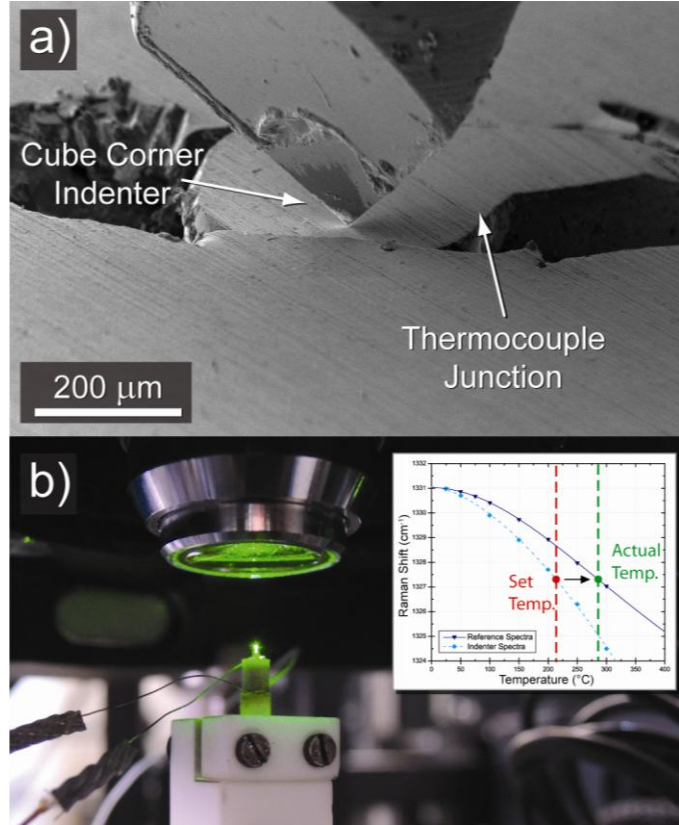 a)
Cube Corner
Indenter
Thermocouple
Junction
200 μm
b)
1332
1331
1330
1329
1328
1327
1326
1325
1324
Raman Shift (cm-1)
Actual
Temp.
Set
Temp.
Reference Spectra
Indenter Spectra
0 50 100 150 200 250 300 350 400
Temperature (°C)